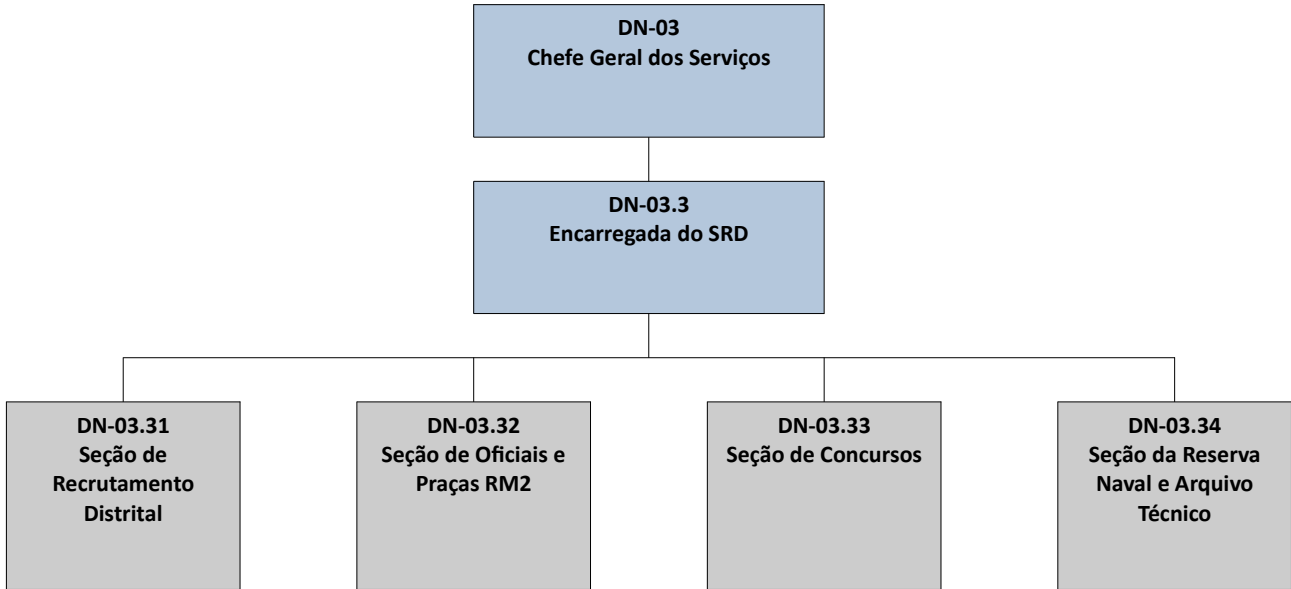 DN-03
Chefe Geral dos Serviços
DN-03.3
Encarregada do SRD
DN-03.31
Seção de
Recrutamento
Distrital
DN-03.32
Seção de Oficiais e
Praças RM2
DN-03.33
Seção de Concursos
DN-03.34
Seção da Reserva
Naval e Arquivo
Técnico